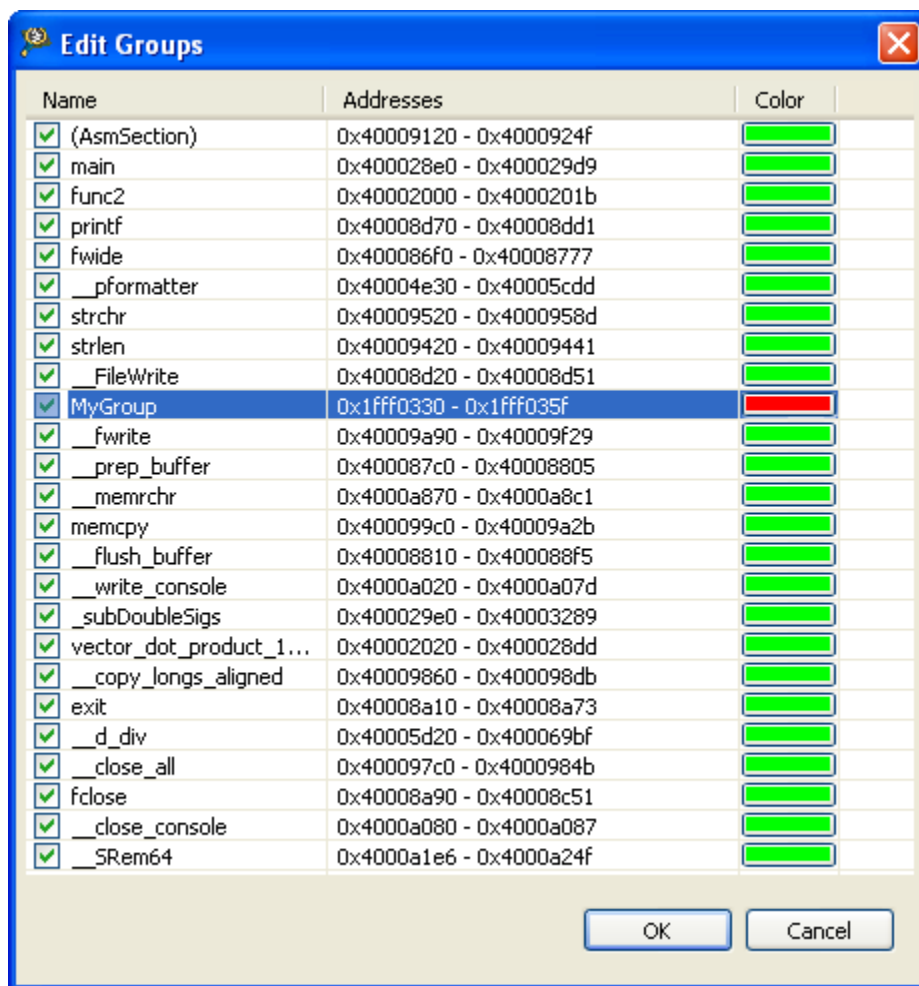 Edit Groups
Name Addresses Color
(AsmSection) 0x40009120 - 0x4000924f
main 0x400028e0 - 0x400029d9
func2 0x40002000 - 0x4000201b
printf 0x40008d70 - 0x40008dd1
fwide 0x400086f0 - 0x40008777
__pformatter 0x40004e30 - 0x40005cdd
strchr 0x40009520 - 0x4000958d
strlen 0x40009420 - 0x40009441
__FileWrite 0x40008d20 - 0x40008d51
MyGroup 0x1fff0330 - 0x1fff035f
__fwrite 0x40009a90 - 0x40009f29
__prep_buffer 0x400087c0 - 0x40008805
__memrchr 0x4000a870 - 0x4000a8c1
memcpy 0x400099c0 - 0x40009a2b
__flush_buffer 0x40008810 - 0x400088f5
__write_console 0x4000a020 - 0x4000a07d
_subDoubleSigs 0x400029e0 - 0x40003289
vector_dot_product_1... 0x40002020 - 0x400028dd
__copy_longs_aligned 0x40009860 - 0x400098db
exit 0x40008a10 - 0x40008a73
__d_div 0x40005d20 - 0x400069bf
__close_all 0x400097c0 - 0x4000984b
fclose 0x40008a90 - 0x40008c51
__close_console 0x4000a080 - 0x4000a087
__SRem64 0x4000a1e6 - 0x4000a24f
OK Cancel